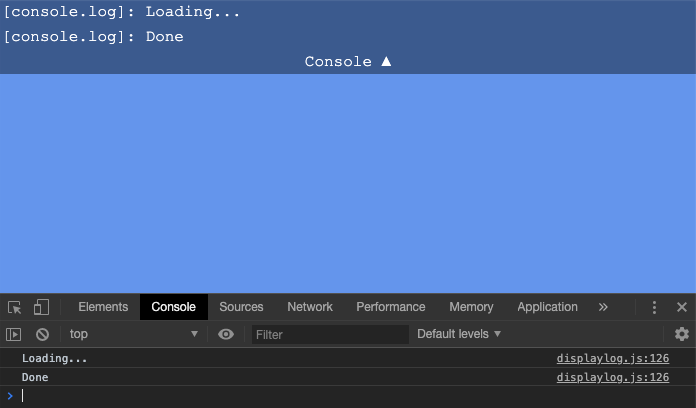 [console.log]: Loading...
[console.log]: Done
Console ▲
Elements Console Sources Network Performance Memory Application »
top ▼ Filter Default levels ▼
Loading... displaylog.js:126
Done displaylog.js:126
>